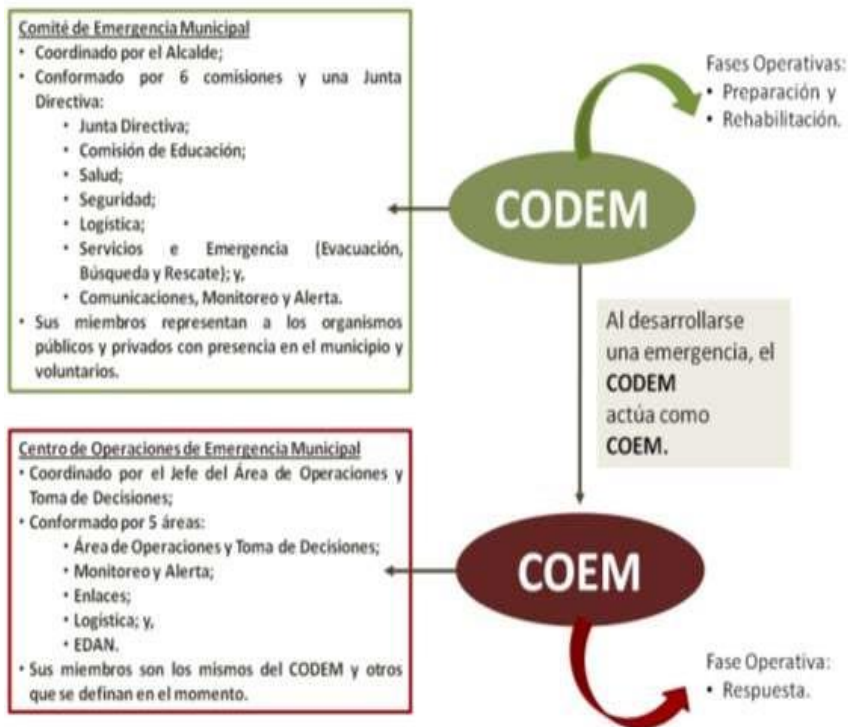 Comité de Emergencia Municipal
• Coordinado por el Alcalde;
• Conformado por 6 comisiones y una Junta
Directiva:
• Junta Directiva;
• Comisión de Educación;
• Salud;
• Seguridad;
• Logística;
• Servicios e Emergencia (Evacuación,
Búsqueda y Rescate); y,
• Comunicaciones, Monitoreo y Alerta.
• Sus miembros representan a los organismos
públicos y privados con presencia en el municipio y
voluntarios.
Fases Operativas:
• Preparación y
• Rehabilitación.
CODEM
Al desarrollarse
una emergencia, el
CODEM
actúa como
COEM.
Centro de Operaciones de Emergencia Municipal
• Coordinado por el Jefe del Área de Operaciones y
Toma de Decisiones;
• Conformado por 5 áreas:
• Área de Operaciones y Toma de Decisiones;
• Monitoreo y Alerta;
• Enlaces;
• Logística; y,
• EDAN.
• Sus miembros son los mismos del CODEM y otros
que se definan en el momento.
COEM
Fase Operativa:
• Respuesta.